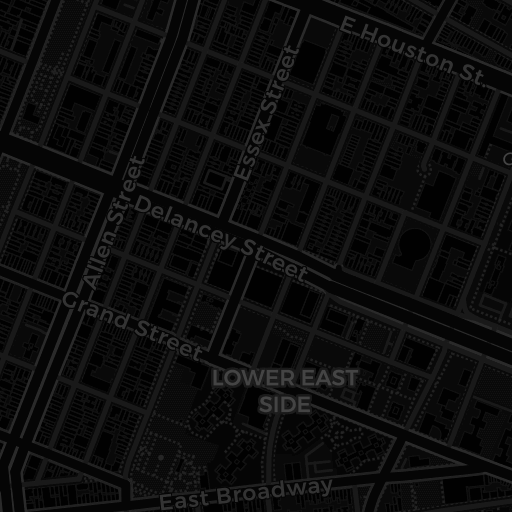 E Houston St.
Essex Street
Allen Street
Delancey Street
Grand Street
LOWER EAST
SIDE
East Broadway